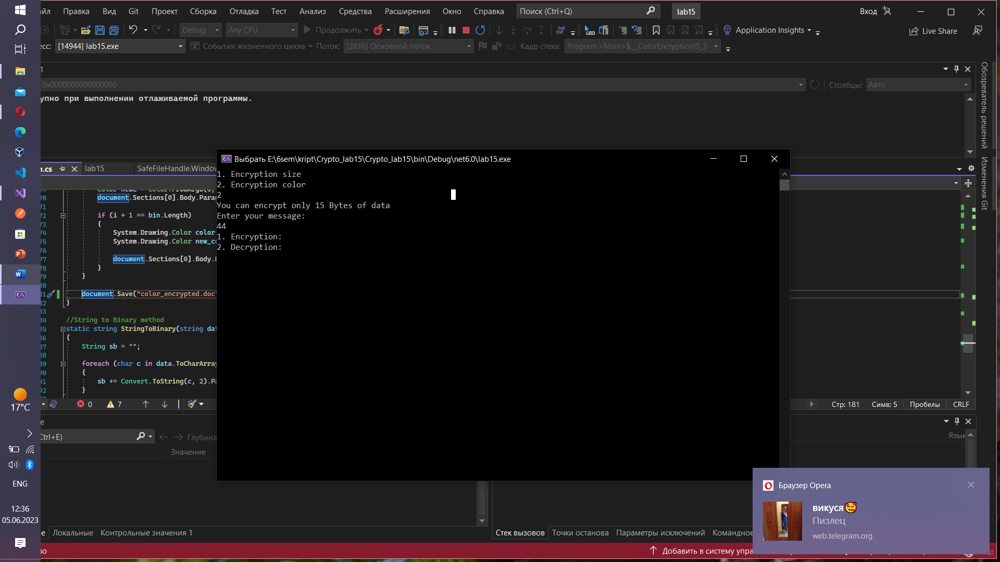 айл Правка Вид Git Проект Сборка Отладка Тест Анализ Средства Расширения Окно Справка Поиск (Ctrl+Q) lab15 Вход
Debug Any CPU Продолжить Application Insights Live Share
сс: [14944] lab15.exe События жизненного цикла Поток: [2816] Основной поток Кадр стека: Program.<Main>$.__ColorEncryption|0_3
1
0x0000000000000000 Столбцы: Авто
упно при выполнении отлаживаемой программы.
Обозреватель решений
Изменения Git
Выбрать E:\6sem\kript\Crypto_lab15\Crypto_lab15\bin\Debug\net6.0\lab15.exe
1. Encryption size
2. Encryption color
2
You can encrypt only 15 Bytes of data
Enter your message:
44
1. Encryption:
2. Decryption:
.cs lab15 SafeFileHandle.Window
70 document.Sections[0].Body.Para
71
72 if (i + 1 == bin.Length)
73 {
74 System.Drawing.Color color
75 System.Drawing.Color new_co
76
77 document.Sections[0].Body.
78 }
79 }
80
81 document.Save("color_encrypted.doc
82 }
83
84 //String to Binary method
85 static string StringToBinary(string dat
86 {
87 String sb = "";
88
89 foreach (char c in data.ToCharArray
90 {
91 sb += Convert.ToString(c, 2).Pa
92 }
0 7 Стр: 181 Симв: 5 Пробелы CRLF
е
Ctrl+E) Глубина Язык
Значение
е Локальные Контрольные значения 1
Стек вызовов Точки останова Параметры исключений Командное
во Добавить в систему упра
17°C
ENG
12:36
05.06.2023
Браузер Opera
викуся🥰
Пизлец
web.telegram.org